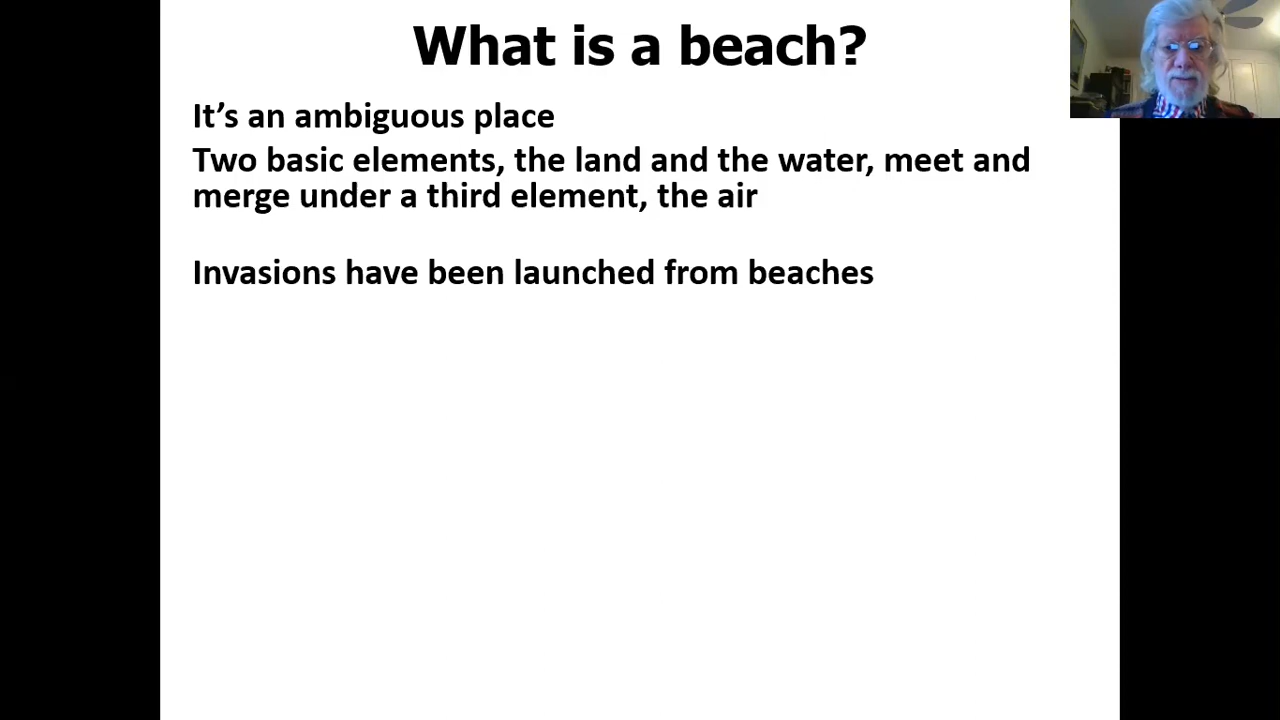 What is a beach?
It’s an ambiguous place
Two basic elements, the land and the water, meet and
merge under a third element, the air
Invasions have been launched from beaches